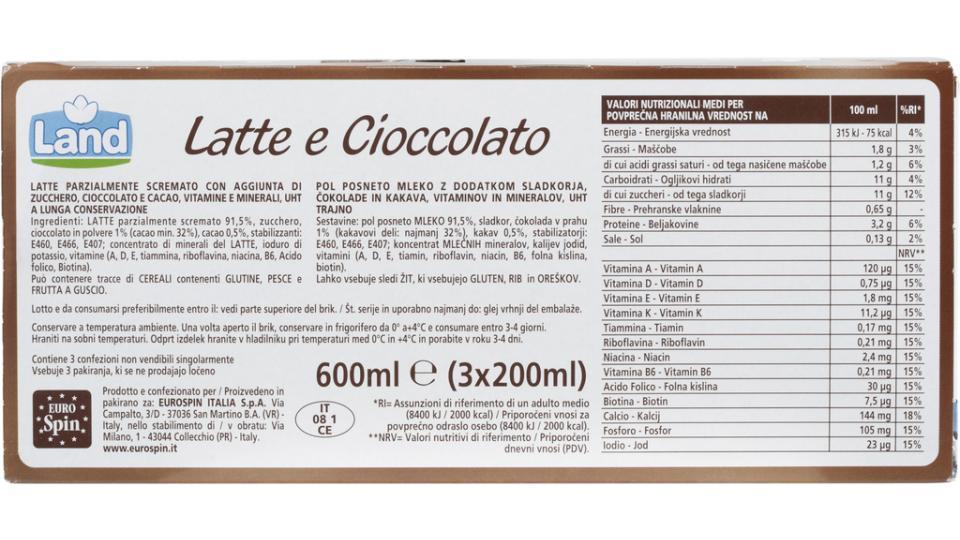 Land
Latte e Cioccolato
LATTE PARZIALMENTE SCREMATO CON AGGIUNTA DI
ZUCCHERO, CIOCCOLATO E CACAO, VITAMINE E MINERALI, UHT
A LUNGA CONSERVAZIONE
Ingredienti: LATTE parzialmente scremato 91,5%, zucchero,
cioccolato in polvere 1% (cacao min. 32%), cacao 0,5%, stabilizzanti:
E460, E466, E407; concentrato di minerali del LATTE, ioduro di
potassio, vitamine (A, D, E, tiammina, riboflavina, niacina, B6, Acido
folico, Biotina).
Può contenere tracce di CEREALI contenenti GLUTINE, PESCE e
FRUTTA A GUSCIO.
POL POSNETO MLEKO Z DODATKOM SLADKORJA,
ČOKOLADE IN KAKAVA, VITAMINOV IN MINERALOV, UHT
TRAJNO
Sestavine: pol posneto MLEKO 91,5%, sladkor, čokolada v prahu
1% (kakavovi deli: najmanj 32%), kakav 0,5%, stabilizatorji:
E460, E466, E407; koncentrat MLEČNIH mineralov, kalijev jodid,
vitamini (A, D, E, tiamin, riboflavin, niacin, B6, folna kislina,
biotin).
Lahko vsebuje sledi ŽIT, ki vsebujejo GLUTEN, RIB in OREŠKOV.
Lotto e da consumarsi preferibilmente entro il: vedi parte superiore del brik. / Št. serije in uporabno najmanj do: glej vrhnji del embalaže.
Conservare a temperatura ambiente. Una volta aperto il brik, conservare in frigorifero da 0° a+4°C e consumare entro 3-4 giorni.
Hraniti na sobni temperaturi. Odprt izdelek hranite v hladilniku pri temperaturi med 0°C in +4°C in porabite v roku 3-4 dni.
Contiene 3 confezioni non vendibili singolarmente
Vsebuje 3 pakiranja, ki se ne prodajajo ločeno
600ml ℮ (3x200ml)
EURO
Spin
Prodotto e confezionato per / Proizvedeno in
pakirano za: EUROSPIN ITALIA S.p.A. Via
Campalto, 3/D - 37036 San Martino B.A. (VR) -
Italy, nello stabilimento di / v obratu: Via
Milano, 1 - 43044 Collecchio (PR) - Italy.
www.eurospin.it
IT
08 1
CE
*RI= Assunzioni di riferimento di un adulto medio
(8400 kJ / 2000 kcal) / Priporočeni vnosi za
povprečno odraslo osebo (8400 kJ / 2000 kcal).
**NRV= Valori nutritivi di riferimento / Priporočeni
dnevni vnosi (PDV).
VALORI NUTRIZIONALI MEDI PER
POVPREČNA HRANILNA VREDNOST NA 100 ml %RI*
Energia - Energijska vrednost 315 kJ - 75 kcal 4%
Grassi - Maščobe 1,8 g 3%
di cui acidi grassi saturi - od tega nasičene maščobe 1,2 g 6%
Carboidrati - Ogljikovi hidrati 11 g 4%
di cui zuccheri - od tega sladkorji 11 g 12%
Fibre - Prehranske vlaknine 0,65 g -
Proteine - Beljakovine 3,2 g 6%
Sale - Sol 0,13 g 2%
NRV**
Vitamina A - Vitamin A 120 µg 15%
Vitamina D - Vitamin D 0,75 µg 15%
Vitamina E - Vitamin E 1,8 mg 15%
Vitamina K - Vitamin K 11,2 µg 15%
Tiammina - Tiamin 0,17 mg 15%
Riboflavina - Riboflavin 0,21 mg 15%
Niacina - Niacin 2,4 mg 15%
Vitamina B6 - Vitamin B6 0,21 mg 15%
Acido Folico - Folna kislina 30 µg 15%
Biotina - Biotin 7,5 µg 15%
Calcio - Kalcij 144 mg 18%
Fosforo - Fosfor 105 mg 15%
Iodio - Jod 23 µg 15%